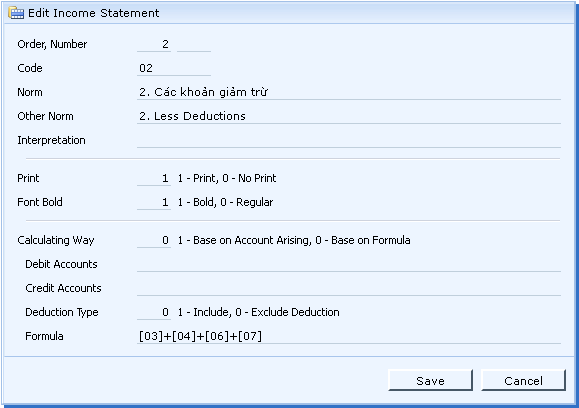 Edit Income Statement
Order, Number 2
Code 02
Norm 2. Các khoản giảm trừ
Other Norm 2. Less Deductions
Interpretation
Print 1 1 - Print, 0 - No Print
Font Bold 1 1 - Bold, 0 - Regular
Calculating Way 0 1 - Base on Account Arising, 0 - Base on Formula
Debit Accounts
Credit Accounts
Deduction Type 0 1 - Include, 0 - Exclude Deduction
Formula [03]+[04]+[06]+[07]
Save Cancel